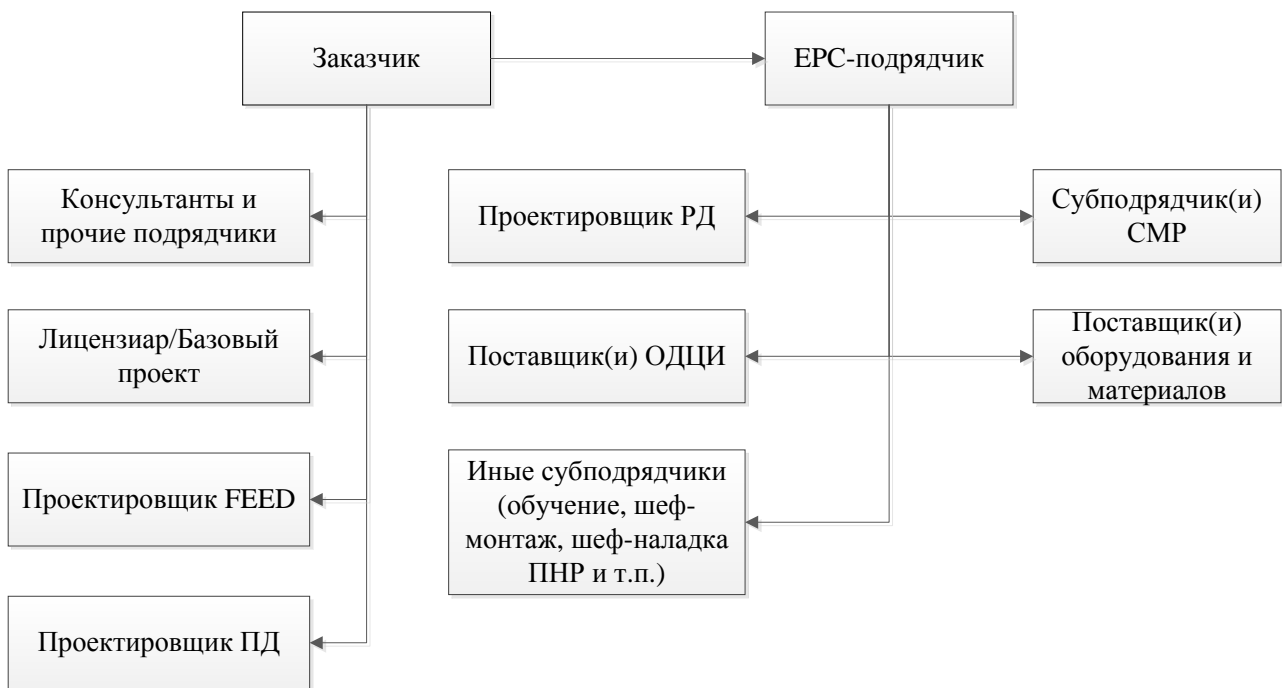 Заказчик
EPC-подрядчик
Консультанты и
прочие подрядчики
Проектировщик РД
Субподрядчик(и)
СМР
Лицензиар/Базовый
проект
Поставщик(и) ОДЦИ
Поставщик(и)
оборудования и
материалов
Проектировщик FEED
Иные субподрядчики
(обучение, шеф-
монтаж, шеф-наладка
ПНР и т.п.)
Проектировщик ПД